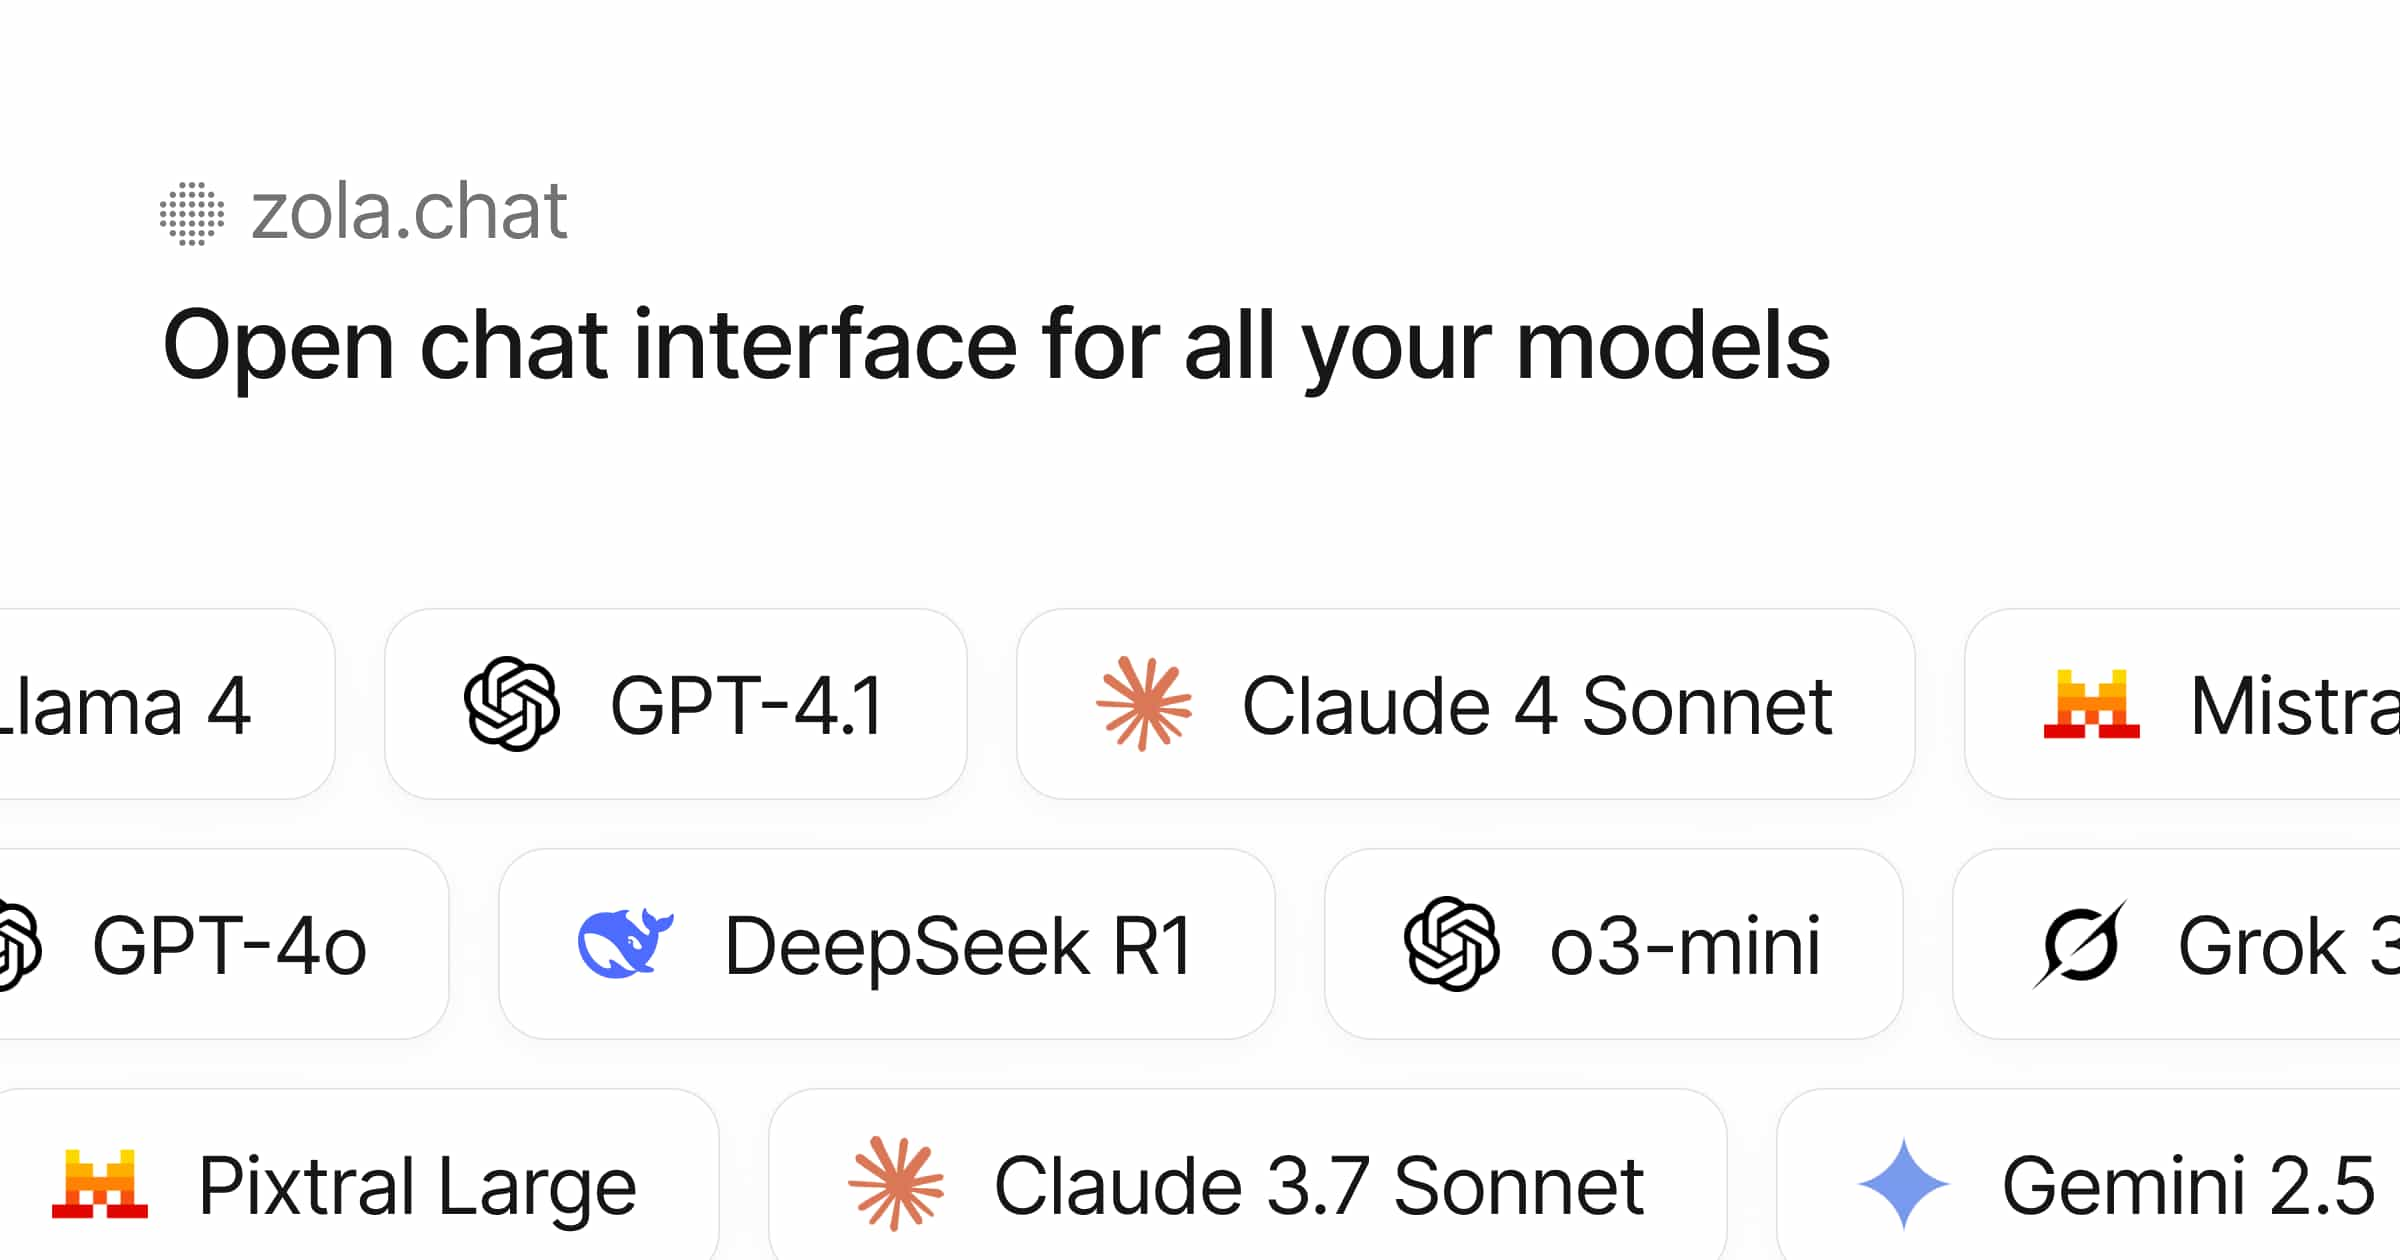 zola.chat
Open chat interface for all your models
Llama 4 GPT-4.1 Claude 4 Sonnet Mistra
GPT-4o DeepSeek R1 o3-mini Grok 3
Pixtral Large Claude 3.7 Sonnet Gemini 2.5